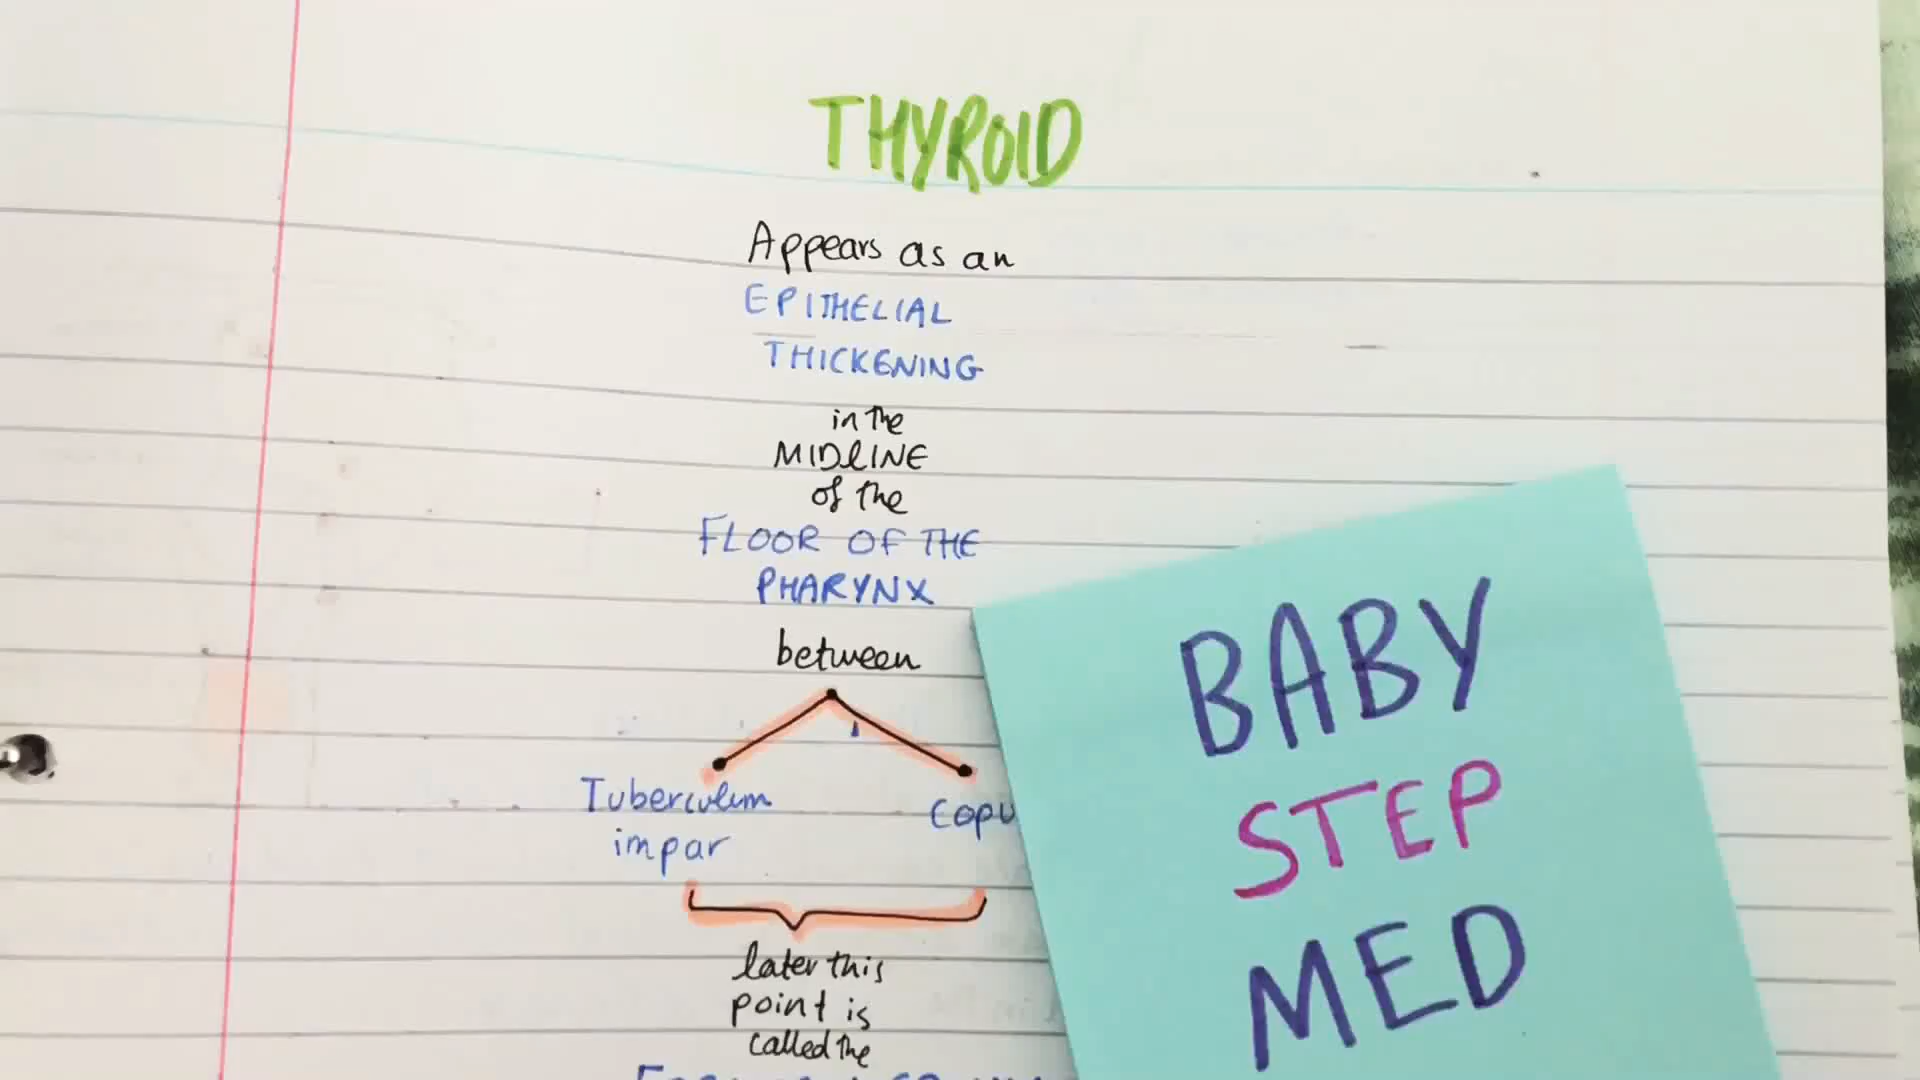 THYROID
Appears as an
EPITHELIAL
THICKENING
in the
MIDLINE
of the
FLOOR OF THE
PHARYNX
between
Tuberculum
impar
Copu
later this
point is
called the
BABY
STEP
MED